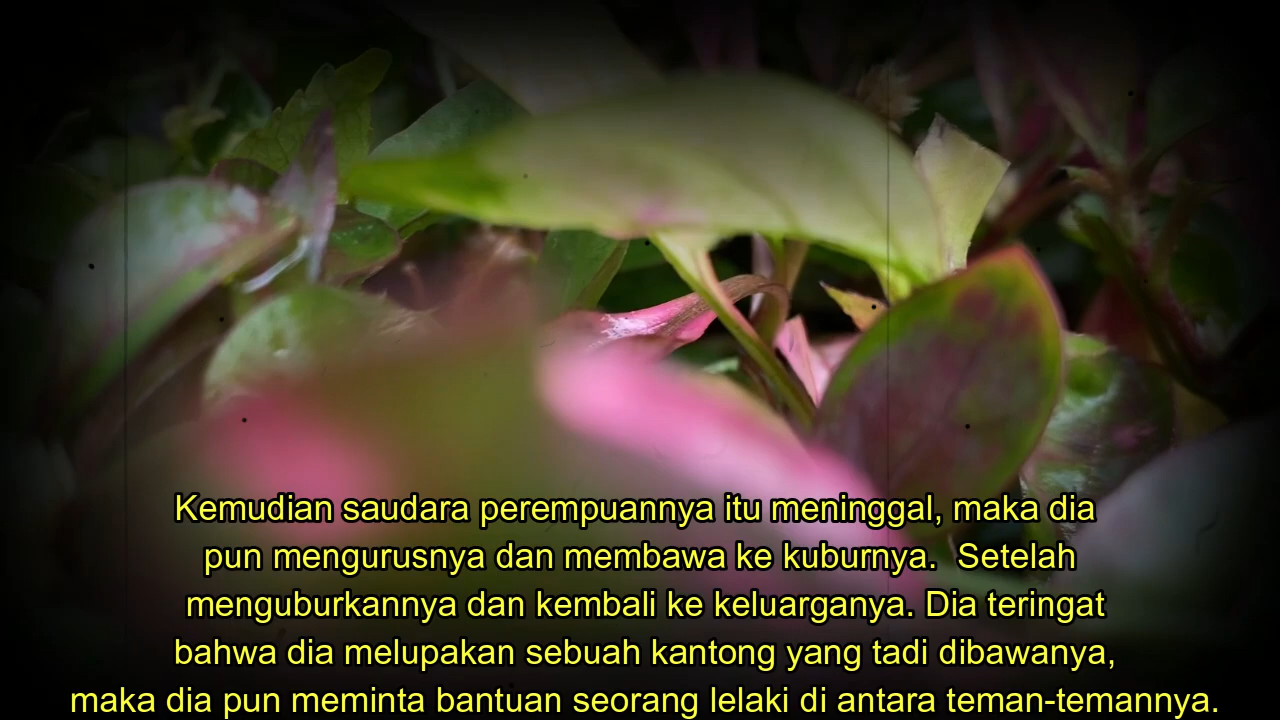 Kemudian saudara perempuannya itu meninggal, maka dia
pun mengurusnya dan membawa ke kuburnya.  Setelah
menguburkannya dan kembali ke keluarganya. Dia teringat
bahwa dia melupakan sebuah kantong yang tadi dibawanya,
maka dia pun meminta bantuan seorang lelaki di antara teman-temannya.